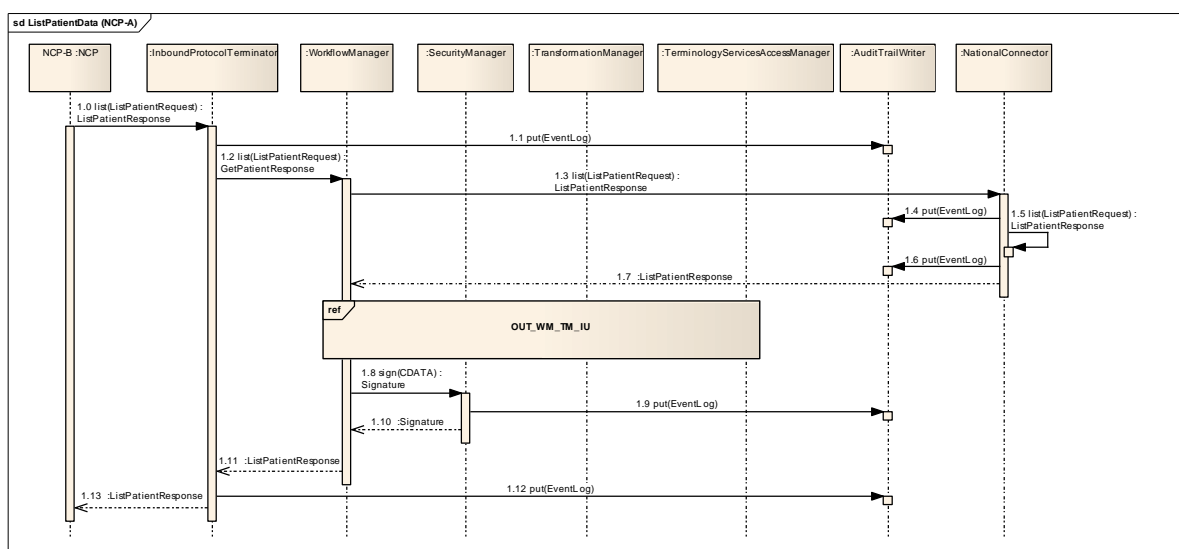 sd ListPatientData (NCP-A)
NCP-B :NCP
:InboundProtocolTerminator
:WorkflowManager
:SecurityManager
:TransformationManager
:TerminologyServicesAccessManager
:AuditTrailWriter
:NationalConnector
1.0 list(ListPatientRequest) :
ListPatientResponse
1.1 put(EventLog)
1.2 list(ListPatientRequest) :
GetPatientResponse
1.3 list(ListPatientRequest) :
ListPatientResponse
1.4 put(EventLog)
1.5 list(ListPatientRequest) :
ListPatientResponse
1.6 put(EventLog)
1.7 :ListPatientResponse
ref
OUT_WM_TM_IU
1.8 sign(CDATA) :
Signature
1.9 put(EventLog)
1.10 :Signature
1.11 :ListPatientResponse
1.12 put(EventLog)
1.13 :ListPatientResponse